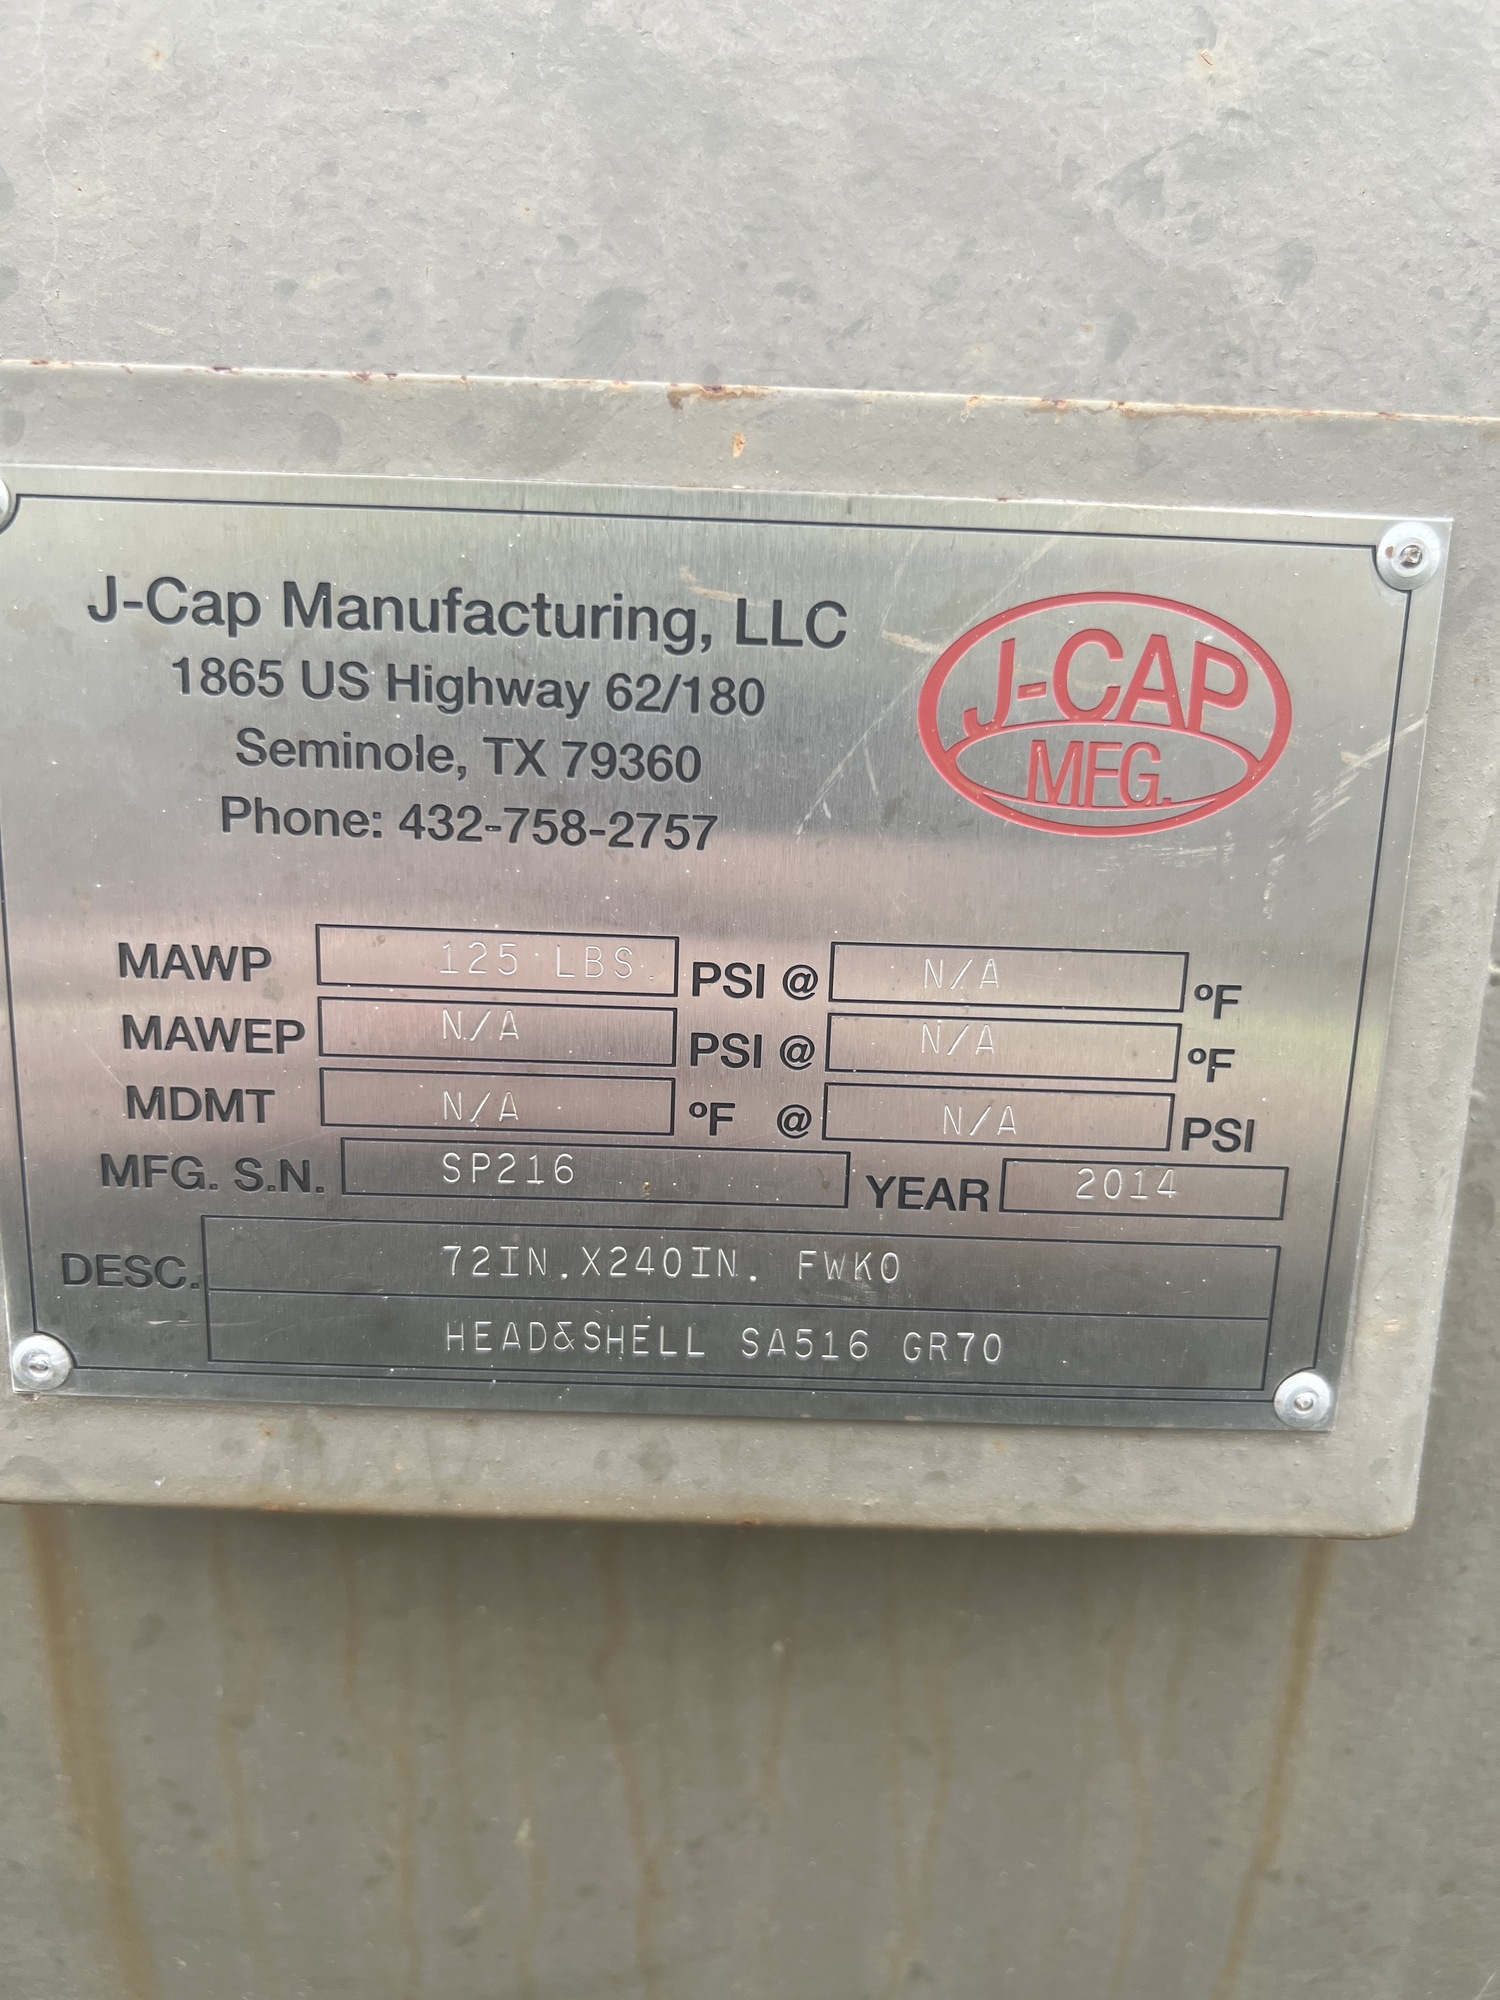 J-Cap Manufacturing, LLC
1865 US Highway 62/180
Seminole, TX 79360
Phone: 432-758-2757
J-CAP
MFG.
MAWP 125 LBS. PSI @ N/A ºF
MAWEP N/A PSI @ N/A ºF
MDMT N/A ºF @ N/A PSI
MFG. S.N. SP216 YEAR 2014
DESC. 72IN.X240IN. FWKO
HEAD&SHELL SA516 GR70